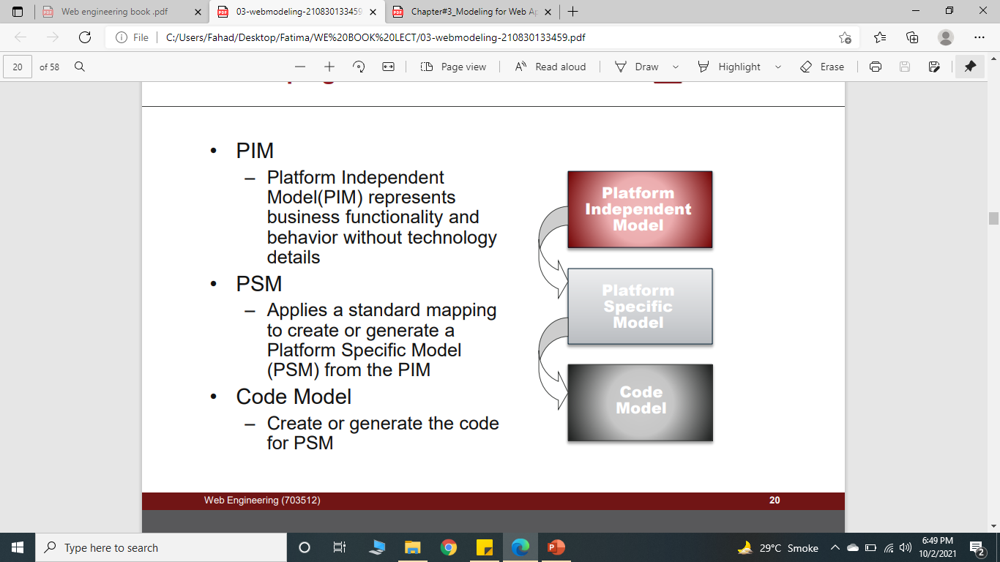 Web engineering book .pdf
03-webmodeling-210830133459
Chapter#3_Modeling for Web Ap
File
C:/Users/Fahad/Desktop/Fatima/WE%20BOOK%20LECT/03-webmodeling-210830133459.pdf
20 of 58
Page view
Read aloud
Draw
Highlight
Erase
• PIM
– Platform Independent
Model(PIM) represents
business functionality and
behavior without technology
details
• PSM
– Applies a standard mapping
to create or generate a
Platform Specific Model
(PSM) from the PIM
• Code Model
– Create or generate the code
for PSM
Platform
Independent
Model
Platform
Specific
Model
Code
Model
Web Engineering (703512)
20
Type here to search
29°C Smoke
6:49 PM
10/2/2021
2